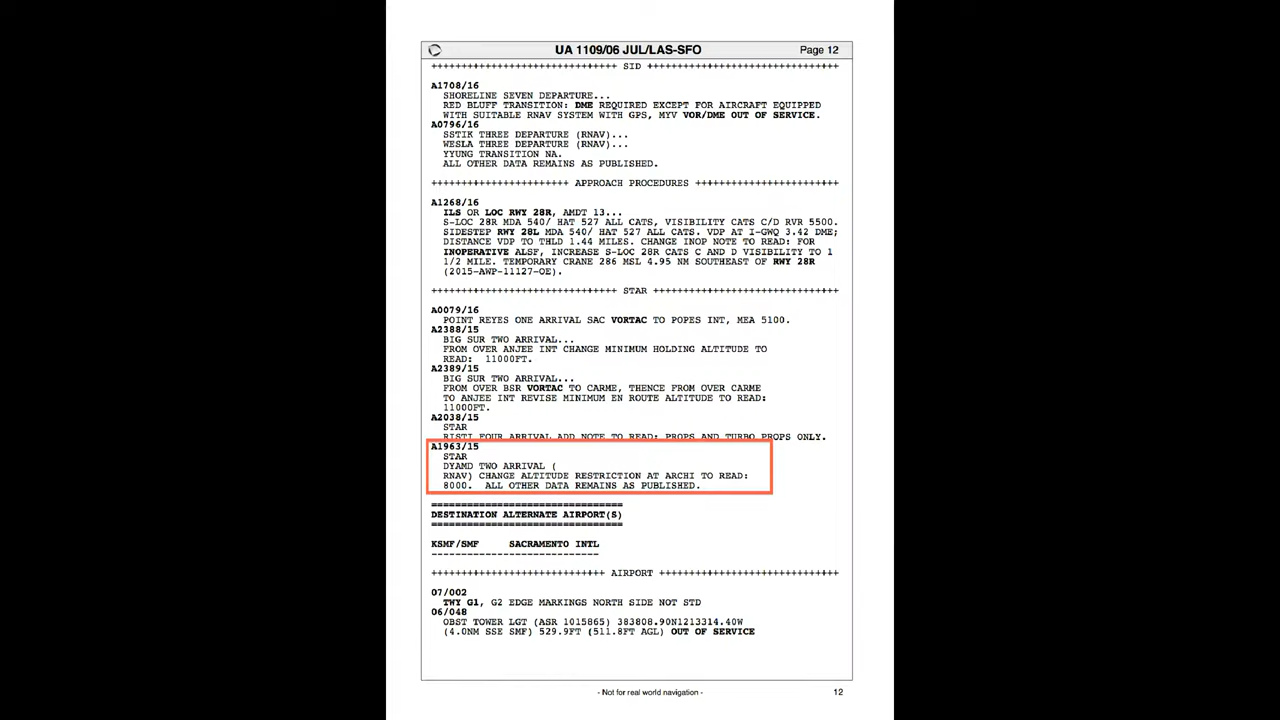 UA 1109/06 JUL/LAS-SFO Page 12
+++++++++++++++++++++++++++++++ SID ++++++++++++++++++++++++++++++++
A1708/16
SHORELINE SEVEN DEPARTURE...
RED BLUFF TRANSITION: DME REQUIRED EXCEPT FOR AIRCRAFT EQUIPPED
WITH SUITABLE RNAV SYSTEM WITH GPS, MYV VOR/DME OUT OF SERVICE.
A0796/16
SSTIK THREE DEPARTURE (RNAV)...
WESLA THREE DEPARTURE (RNAV)...
YYUNG TRANSITION NA.
ALL OTHER DATA REMAINS AS PUBLISHED.
+++++++++++++++++++++++ APPROACH PROCEDURES ++++++++++++++++++++++++
A1268/16
ILS OR LOC RWY 28R, AMDT 13...
S-LOC 28R MDA 540/ HAT 527 ALL CATS, VISIBILITY CATS C/D RVR 5500.
SIDESTEP RWY 28L MDA 540/ HAT 527 ALL CATS. VDP AT I-GWQ 3.42 DME;
DISTANCE VDP TO THLD 1.44 MILES. CHANGE INOP NOTE TO READ: FOR
INOPERATIVE ALSF, INCREASE S-LOC 28R CATS C AND D VISIBILITY TO 1
1/2 MILE. TEMPORARY CRANE 286 MSL 4.95 NM SOUTHEAST OF RWY 28R
(2015-AWP-11127-OE).
+++++++++++++++++++++++++++++++ STAR +++++++++++++++++++++++++++++++
A0079/16
POINT REYES ONE ARRIVAL SAC VORTAC TO POPES INT, MEA 5100.
A2388/15
BIG SUR TWO ARRIVAL...
FROM OVER ANJEE INT CHANGE MINIMUM HOLDING ALTITUDE TO
READ: 11000FT.
A2389/15
BIG SUR TWO ARRIVAL...
FROM OVER BSR VORTAC TO CARME, THENCE FROM OVER CARME
TO ANJEE INT REVISE MINIMUM EN ROUTE ALTITUDE TO READ:
11000FT.
A2038/15
STAR
RISTI FOUR ARRIVAL ADD NOTE TO READ: PROPS AND TURBO PROPS ONLY.
A1963/15
STAR
DYAMD TWO ARRIVAL (
RNAV) CHANGE ALTITUDE RESTRICTION AT ARCHI TO READ:
8000. ALL OTHER DATA REMAINS AS PUBLISHED.
================================
DESTINATION ALTERNATE AIRPORT(S)
================================
KSMF/SMF SACRAMENTO INTL
----------------------------
+++++++++++++++++++++++++++++ AIRPORT ++++++++++++++++++++++++++++++
07/002
TWY G1, G2 EDGE MARKINGS NORTH SIDE NOT STD
06/048
OBST TOWER LGT (ASR 1015865) 383808.90N1213314.40W
(4.0NM SSE SMF) 529.9FT (511.8FT AGL) OUT OF SERVICE
- Not for real world navigation - 12